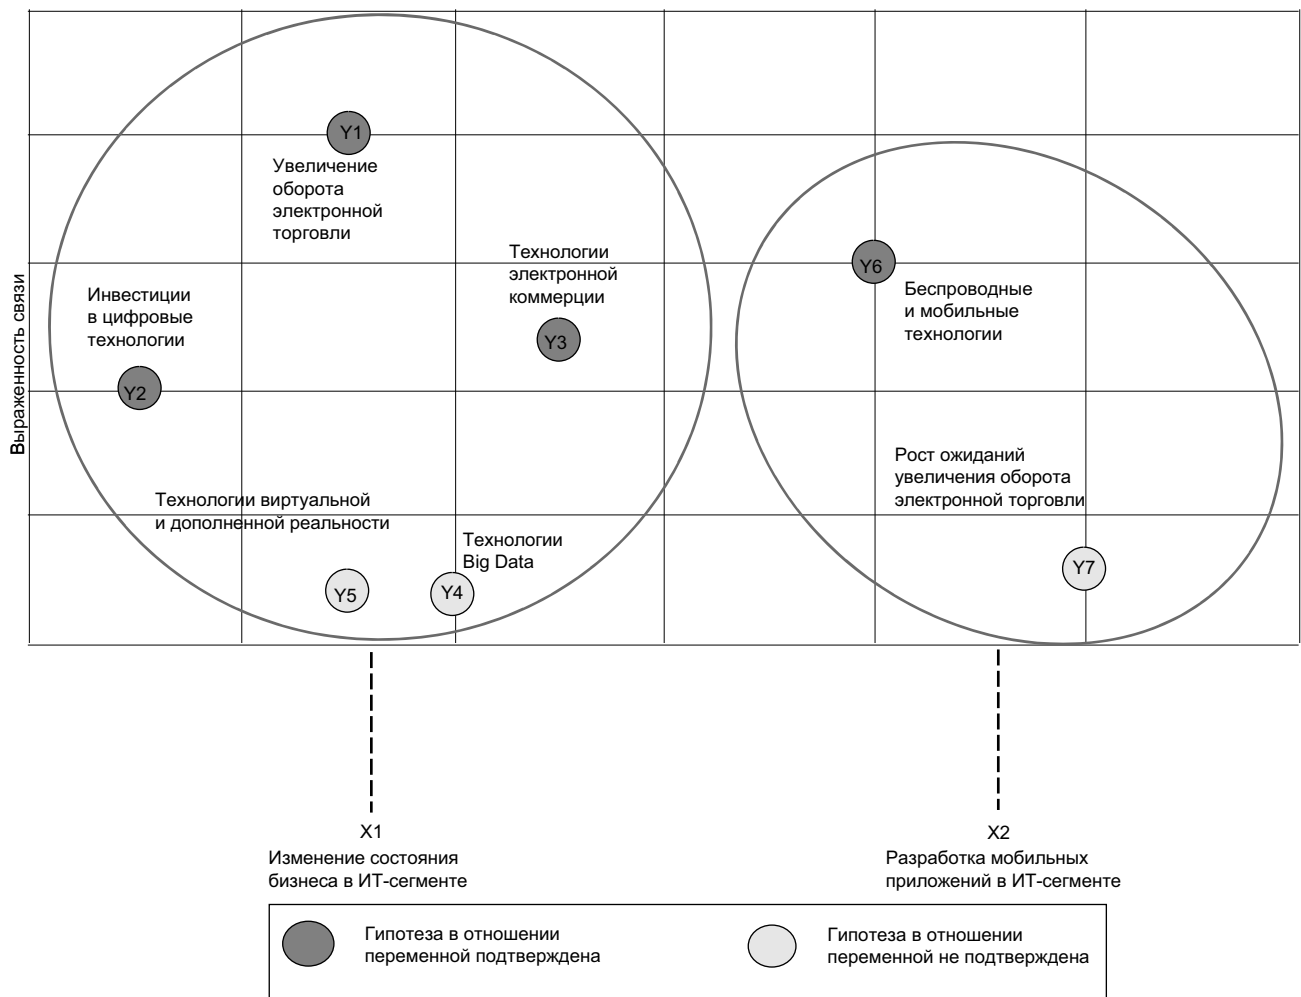 Выраженность связи
Y1
Увеличение
оборота
электронной
торговли
Технологии
электронной
коммерции
Y3
Инвестиции
в цифровые
технологии
Y2
Технологии виртуальной
и дополненной реальности
Y5
Технологии
Big Data
Y4
Y6
Беспроводные
и мобильные
технологии
Рост ожиданий
увеличения оборота
электронной торговли
Y7
X1
Изменение состояния
бизнеса в ИТ-сегменте
X2
Разработка мобильных
приложений в ИТ-сегменте
Гипотеза в отношении
переменной подтверждена
Гипотеза в отношении
переменной не подтверждена